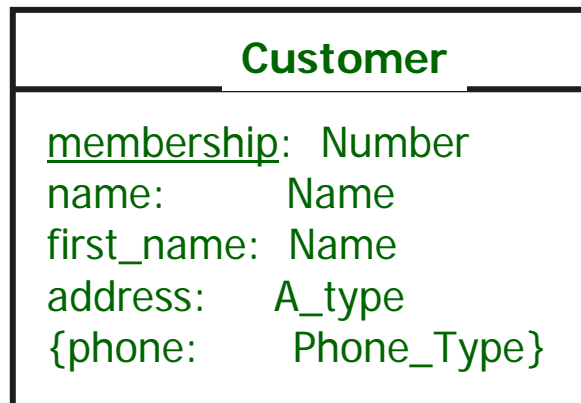 Customer
membership: Number
name: Name
first_name: Name
address: A_type
{phone: Phone_Type}